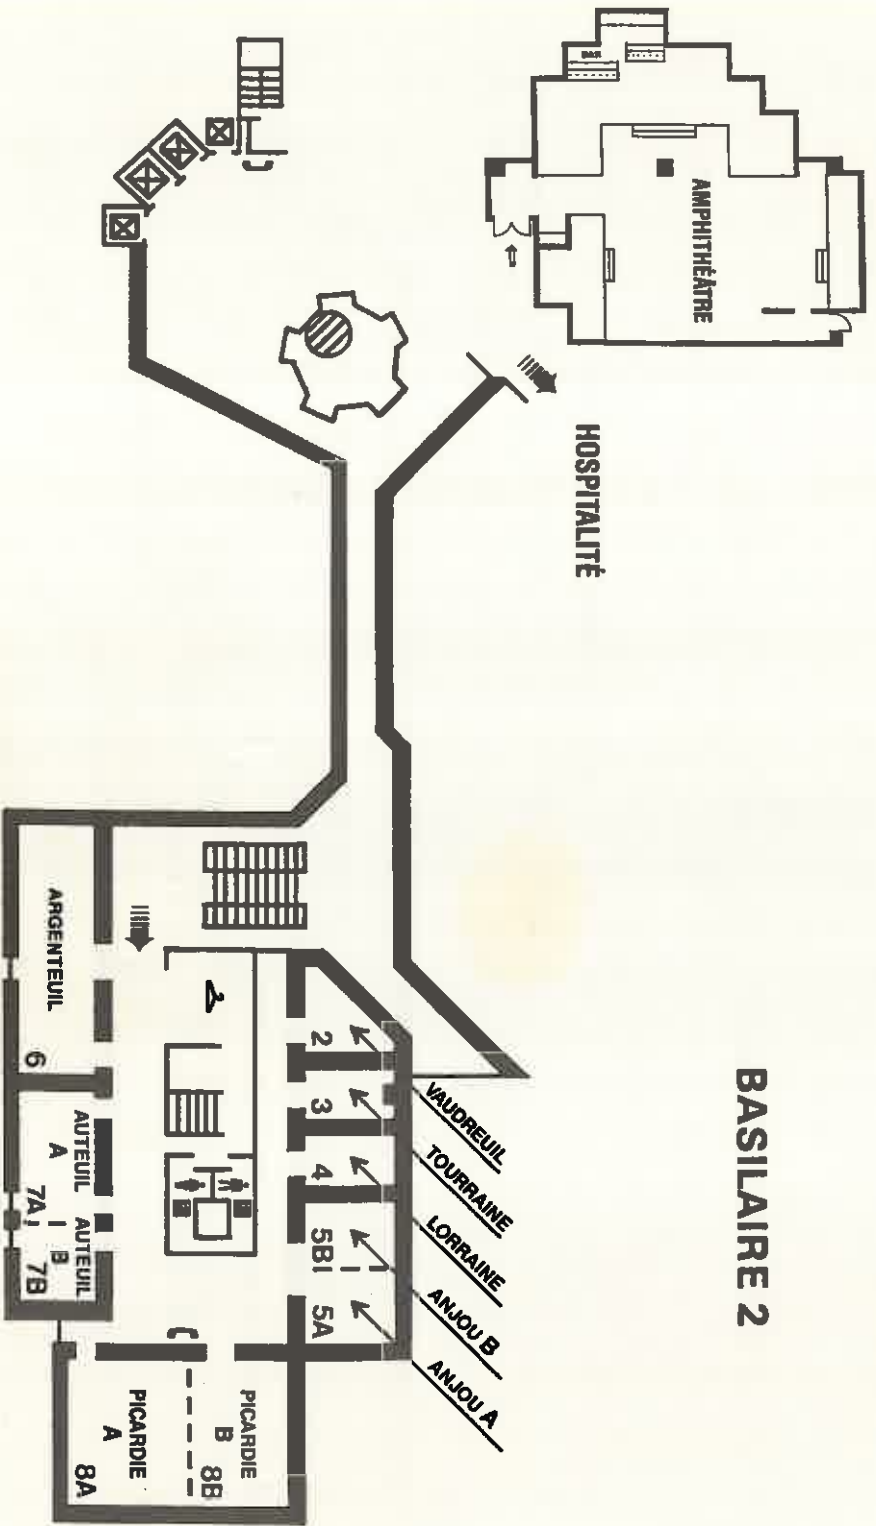 BASILAIRE 2
HOSPITALITÉ
AMPHITHÉÂTRE
BAR
VAUDREUIL
TOURRAINE
LORRAINE
ANJOU B
ANJOU A
2
3
4
5B
5A
ARGENTEUIL
6
AUTEUIL
A
7A
AUTEUIL
B
7B
PICARDIE
B
8B
PICARDIE
A
8A